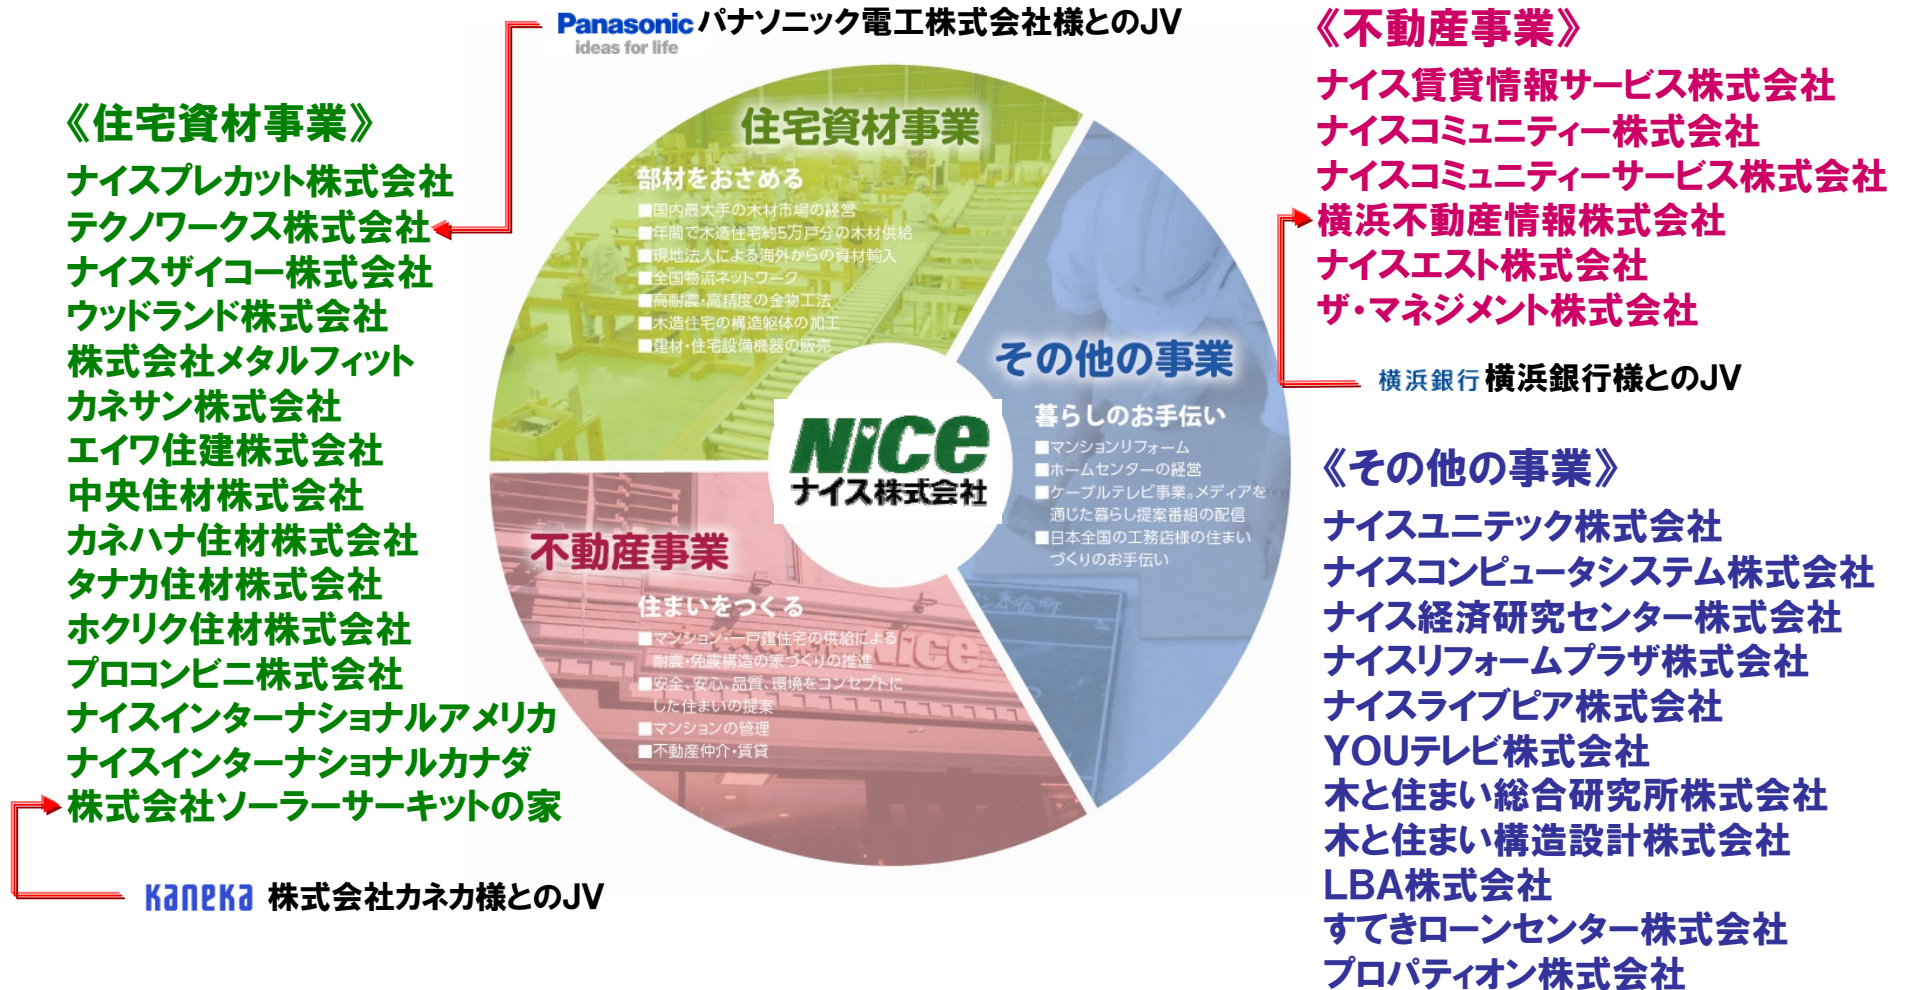 Panasonic
ideas for life
パナソニック電工株式会社様とのJV
《住宅資材事業》
ナイスプレカット株式会社
テクノワークス株式会社
ナイスザイコー株式会社
ウッドランド株式会社
株式会社メタルフィット
カネサン株式会社
エイワ住建株式会社
中央住材株式会社
カネハナ住材株式会社
タナカ住材株式会社
ホクリク住材株式会社
プロコンビニ株式会社
ナイスインターナショナルアメリカ
ナイスインターナショナルカナダ
株式会社ソーラーサーキットの家
Kaneka 株式会社カネカ様とのJV
住宅資材事業
部材をおさめる
■国内最大手の木材市場の経営
■年間で木造住宅約5万戸分の木材供給
■現地法人による海外からの資材輸入
■全国物流ネットワーク
■高耐震・高精度の金物工法
■木造住宅の構造躯体の加工
■建材・住宅設備機器の販売
その他の事業
暮らしのお手伝い
■マンションリフォーム
■ホームセンターの経営
■ケーブルテレビ事業。メディアを
通じた暮らし提案番組の配信
■日本全国の工務店様の住まい
づくりのお手伝い
Nice
ナイス株式会社
不動産事業
住まいをつくる
■マンション・一戸建住宅の供給による
耐震・免震構造の家づくりの推進
■安全、安心、品質、環境をコンセプトに
した住まいの提案
■マンションの管理
■不動産仲介・賃貸
Nice
《不動産事業》
ナイス賃貸情報サービス株式会社
ナイスコミュニティー株式会社
ナイスコミュニティーサービス株式会社
横浜不動産情報株式会社
ナイスエスト株式会社
ザ・マネジメント株式会社
横浜銀行 横浜銀行様とのJV
《その他の事業》
ナイスユニテック株式会社
ナイスコンピュータシステム株式会社
ナイス経済研究センター株式会社
ナイスリフォームプラザ株式会社
ナイスライブピア株式会社
YOUテレビ株式会社
木と住まい総合研究所株式会社
木と住まい構造設計株式会社
LBA株式会社
すてきローンセンター株式会社
プロパティオン株式会社